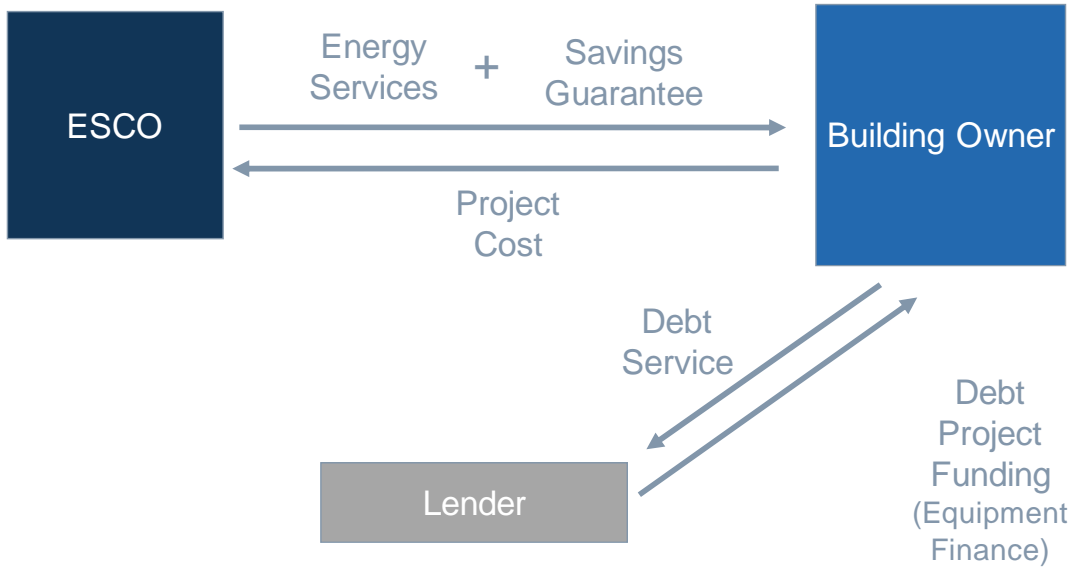 ESCO
Energy
Services
+
Savings
Guarantee
Building Owner
Project
Cost
Debt
Service
Debt
Project
Funding
(Equipment
Finance)
Lender